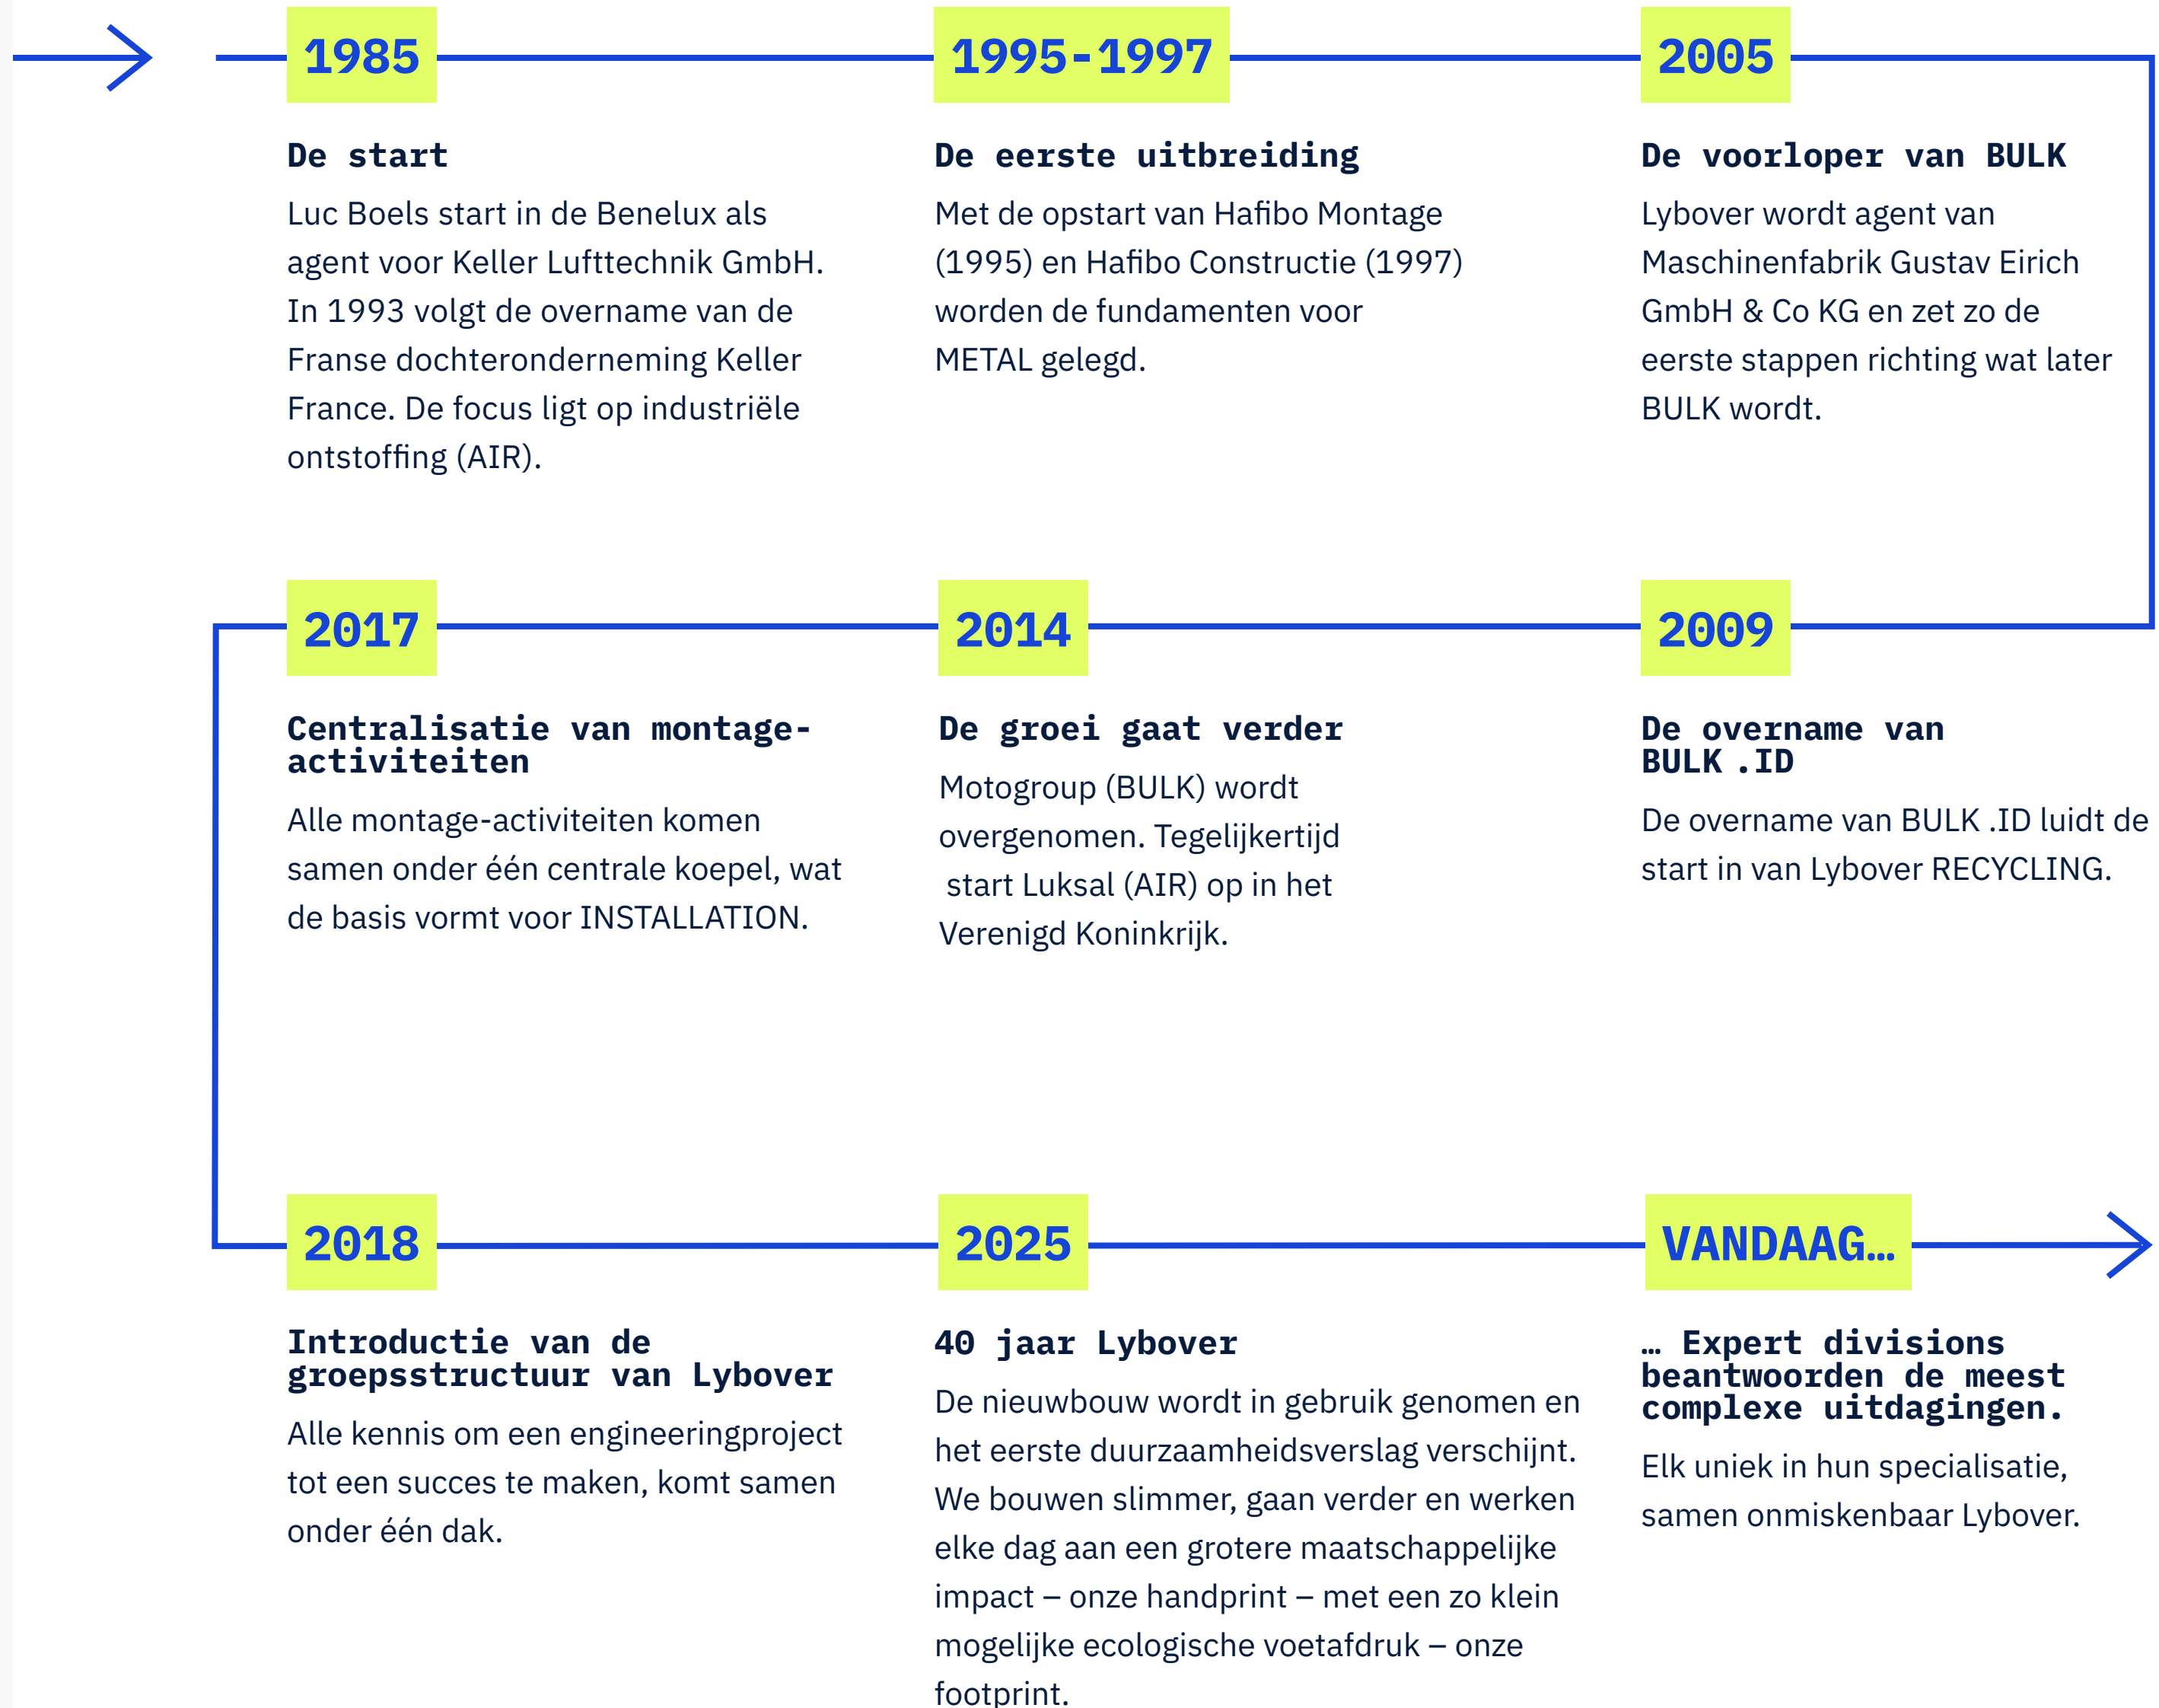 1985
De start
Luc Boels start in de Benelux als
agent voor Keller Lufttechnik GmbH.
In 1993 volgt de overname van de
Franse dochteronderneming Keller
France. De focus ligt op industriële
ontstoffing (AIR).
1995-1997
De eerste uitbreiding
Met de opstart van Hafibo Montage
(1995) en Hafibo Constructie (1997)
worden de fundamenten voor
METAL gelegd.
2005
De voorloper van BULK
Lybover wordt agent van
Maschinenfabrik Gustav Eirich
GmbH & Co KG en zet zo de
eerste stappen richting wat later
BULK wordt.
2009
De overname van
BULK .ID
De overname van BULK .ID luidt de
start in van Lybover RECYCLING.
2014
De groei gaat verder
Motogroup (BULK) wordt
overgenomen. Tegelijkertijd
start Luksal (AIR) op in het
Verenigd Koninkrijk.
2017
Centralisatie van montage-
activiteiten
Alle montage-activiteiten komen
samen onder één centrale koepel, wat
de basis vormt voor INSTALLATION.
2018
Introductie van de
groepsstructuur van Lybover
Alle kennis om een engineeringproject
tot een succes te maken, komt samen
onder één dak.
2025
40 jaar Lybover
De nieuwbouw wordt in gebruik genomen en
het eerste duurzaamheidsverslag verschijnt.
We bouwen slimmer, gaan verder en werken
elke dag aan een grotere maatschappelijke
impact – onze handprint – met een zo klein
mogelijke ecologische voetafdruk – onze
footprint.
VANDAAG…
… Expert divisions
beantwoorden de meest
complexe uitdagingen.
Elk uniek in hun specialisatie,
samen onmiskenbaar Lybover.